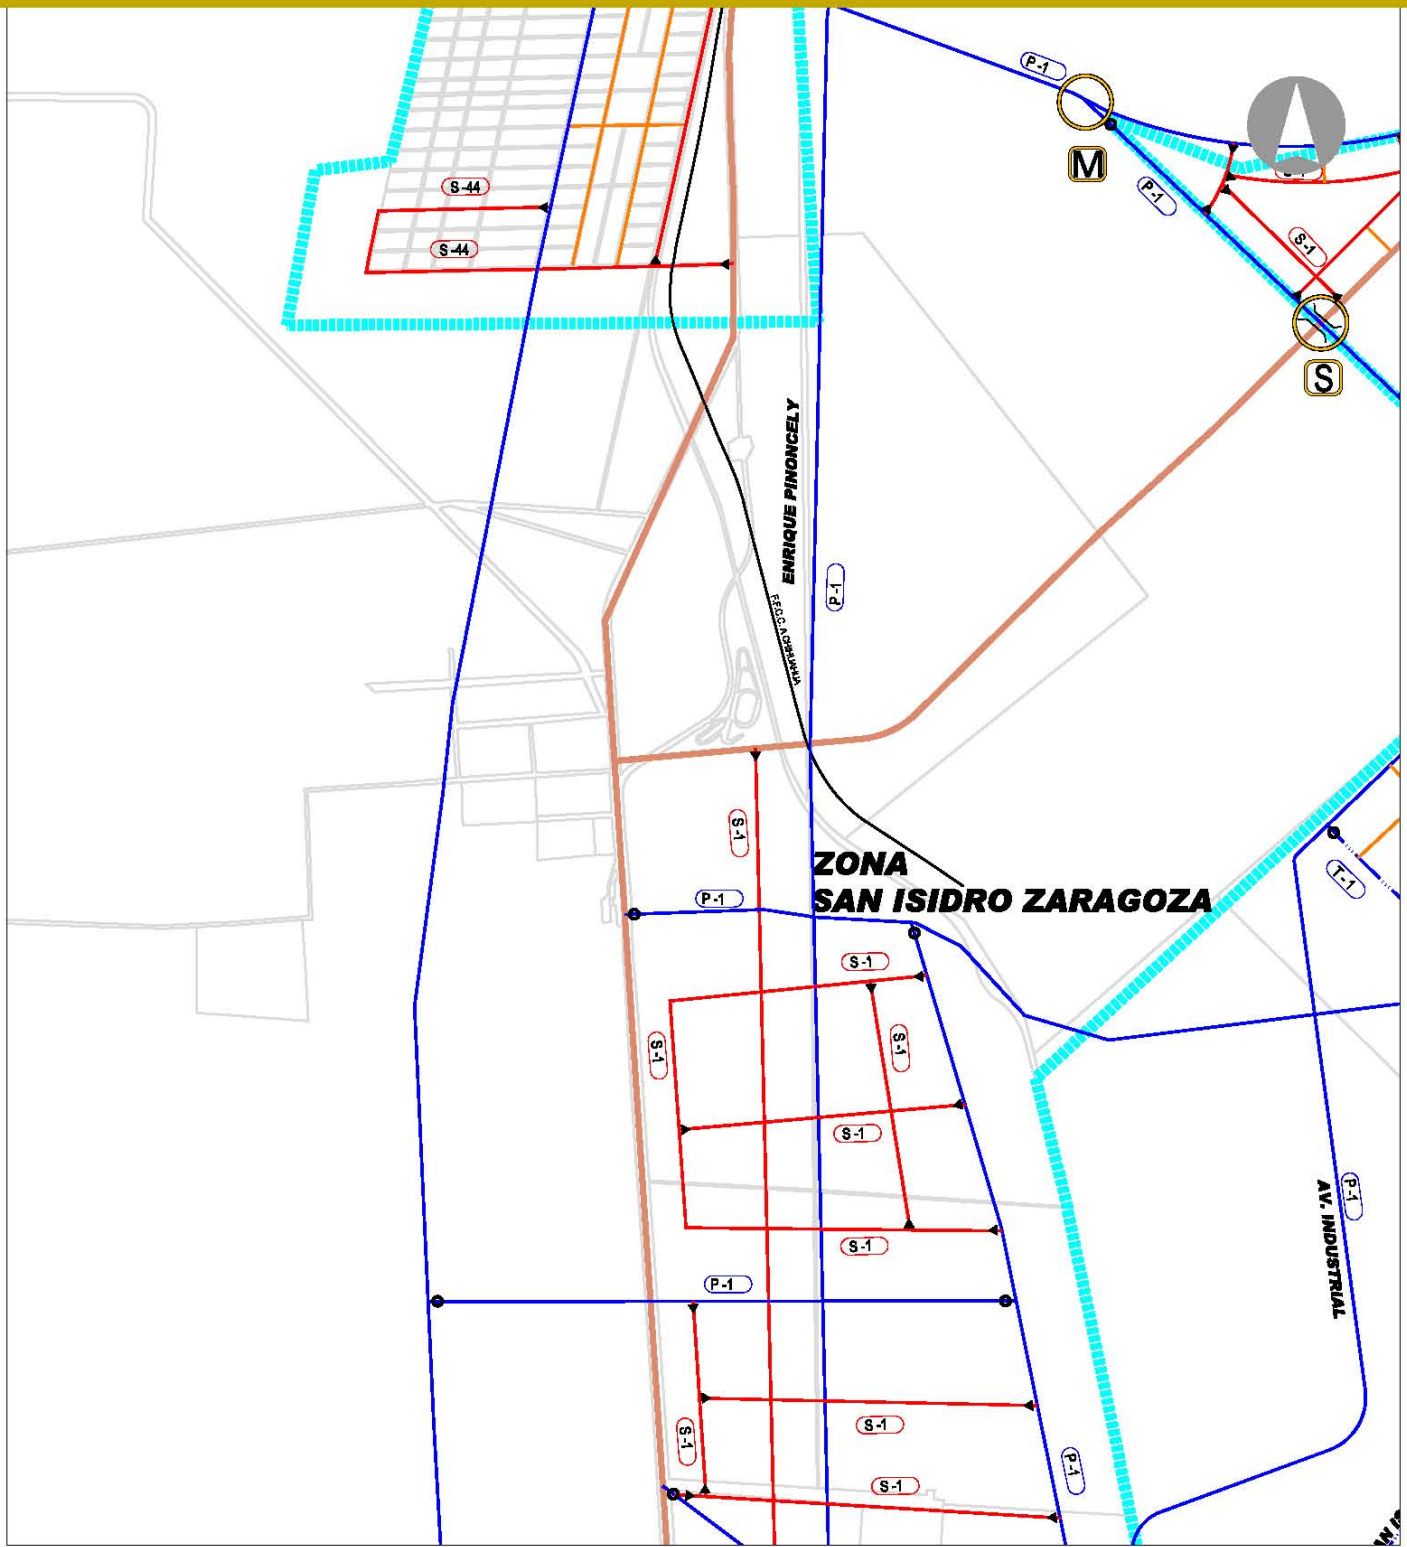 P-1
M
P-1
S-44
S-1
S-44
S
ENRIQUE PINONCELY
P-1
F.F.C.C. A CHIHUAHUA
S-1
ZONA
SAN ISIDRO ZARAGOZA
T-1
P-1
S-1
S-1
S-1
S-1
P-1
AV. INDUSTRIAL
S-1
P-1
S-1
S-1
P-1
S-1